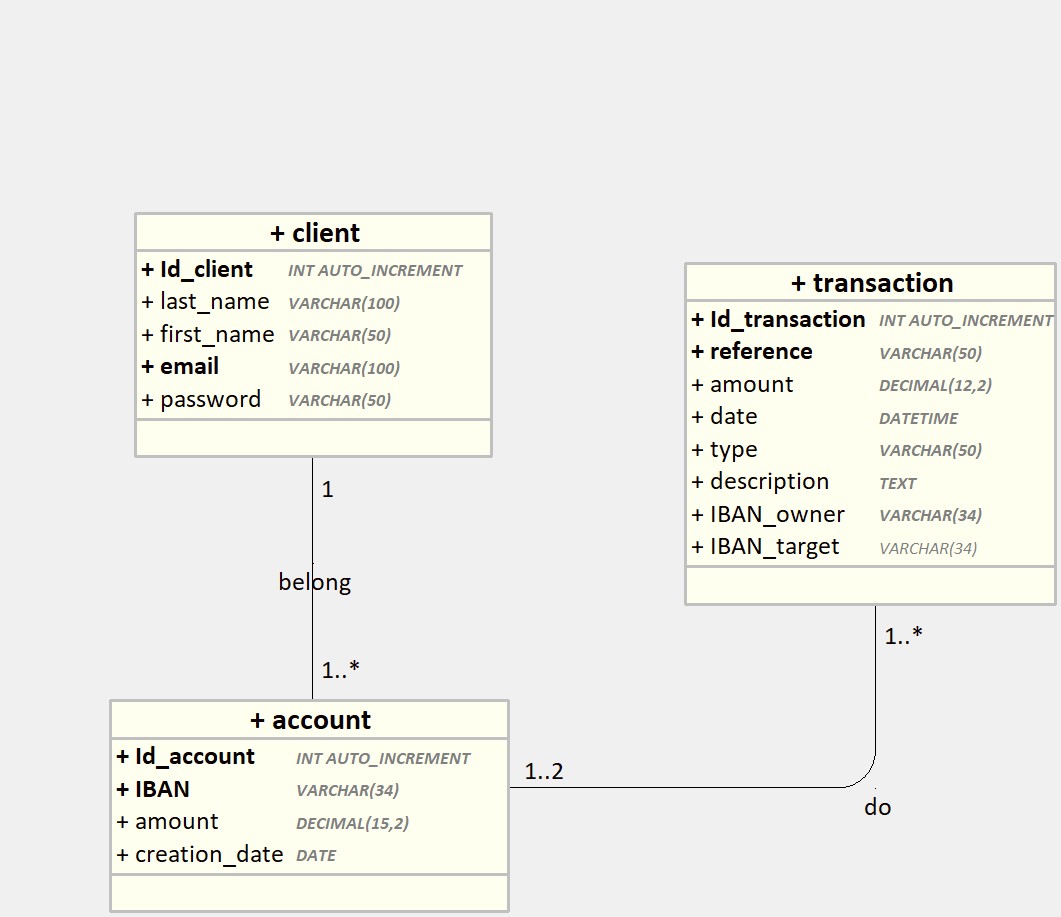 + client
+ Id_client INT AUTO_INCREMENT
+ last_name VARCHAR(100)
+ first_name VARCHAR(50)
+ email VARCHAR(100)
+ password VARCHAR(50)
1
belong
1..*
+ account
+ Id_account INT AUTO_INCREMENT
+ IBAN VARCHAR(34)
+ amount DECIMAL(15,2)
+ creation_date DATE
1..2
do
1..*
+ transaction
+ Id_transaction INT AUTO_INCREMENT
+ reference VARCHAR(50)
+ amount DECIMAL(12,2)
+ date DATETIME
+ type VARCHAR(50)
+ description TEXT
+ IBAN_owner VARCHAR(34)
+ IBAN_target VARCHAR(34)